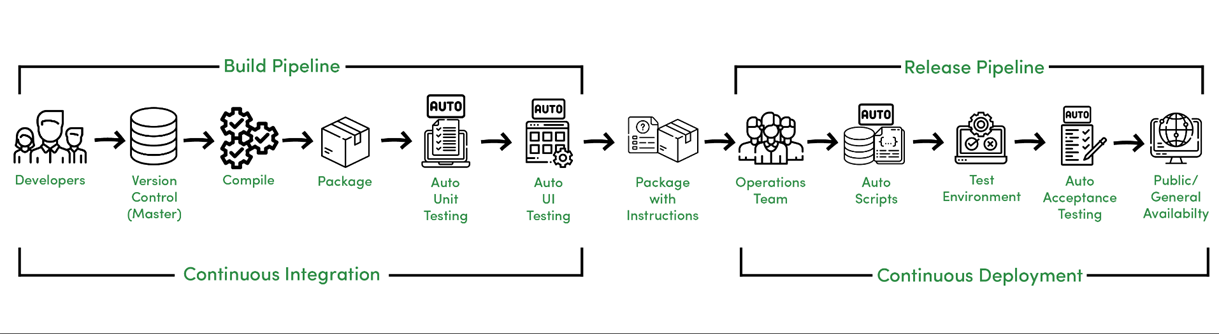 Build Pipeline
Release Pipeline
AUTO
AUTO
AUTO
AUTO
?
{...}
Developers
Version
Control
(Master)
Compile
Package
Auto
Unit
Testing
Auto
UI
Testing
Package
with
Instructions
Operations
Team
Auto
Scripts
Test
Environment
Auto
Acceptance
Testing
Public/
General
Availabilty
Continuous Integration
Continuous Deployment